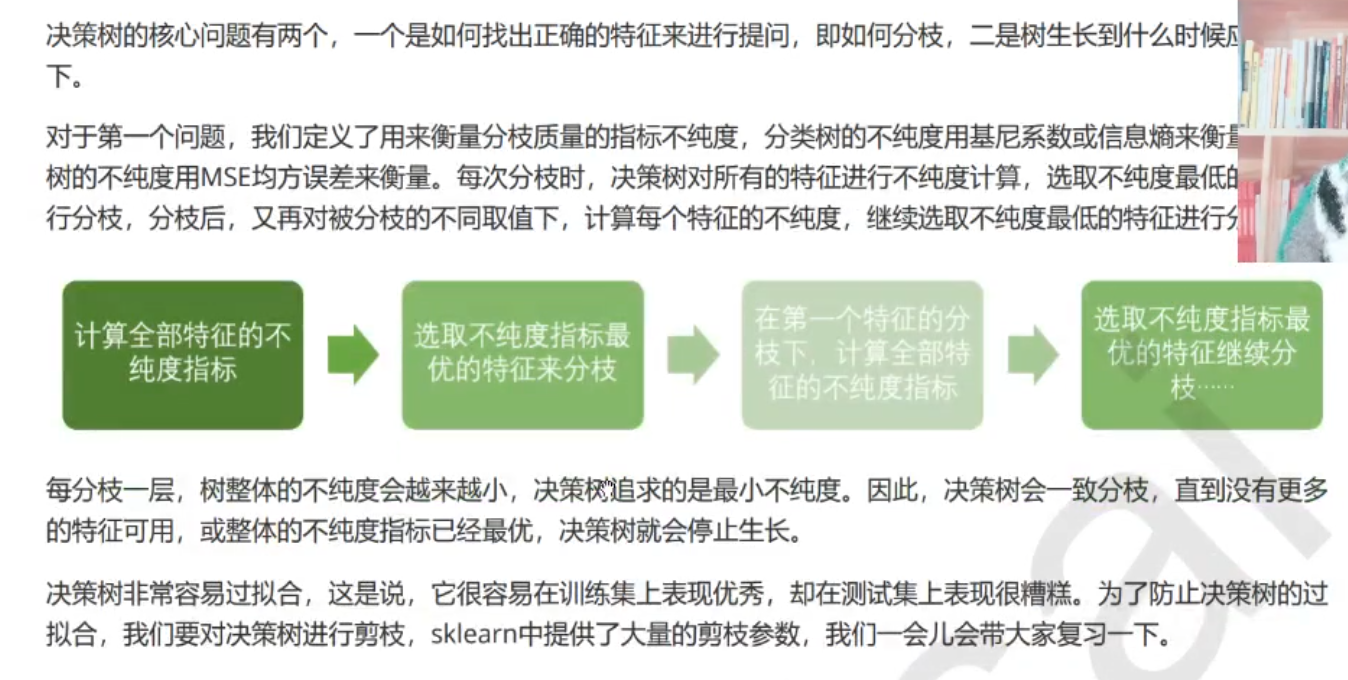 决策树的核心问题有两个，一个是如何找出正确的特征来进行提问，即如何分枝，二是树生长到什么时候应
下。
对于第一个问题，我们定义了用来衡量分枝质量的指标不纯度，分类树的不纯度用基尼系数或信息熵来衡量
树的不纯度用MSE均方误差来衡量。每次分枝时，决策树对所有的特征进行不纯度计算，选取不纯度最低的
行分枝，分枝后，又再对被分枝的不同取值下，计算每个特征的不纯度，继续选取不纯度最低的特征进行分
计算全部特征的不
纯度指标
选取不纯度指标最
优的特征来分枝
在第一个特征的分
枝下，计算全部特
征的不纯度指标
选取不纯度指标最
优的特征继续分
枝……
每分枝一层，树整体的不纯度会越来越小，决策树追求的是最小不纯度。因此，决策树会一致分枝，直到没有更多
的特征可用，或整体的不纯度指标已经最优，决策树就会停止生长。
决策树非常容易过拟合，这是说，它很容易在训练集上表现优秀，却在测试集上表现很糟糕。为了防止决策树的过
拟合，我们要对决策树进行剪枝，sklearn中提供了大量的剪枝参数，我们一会儿会带大家复习一下。